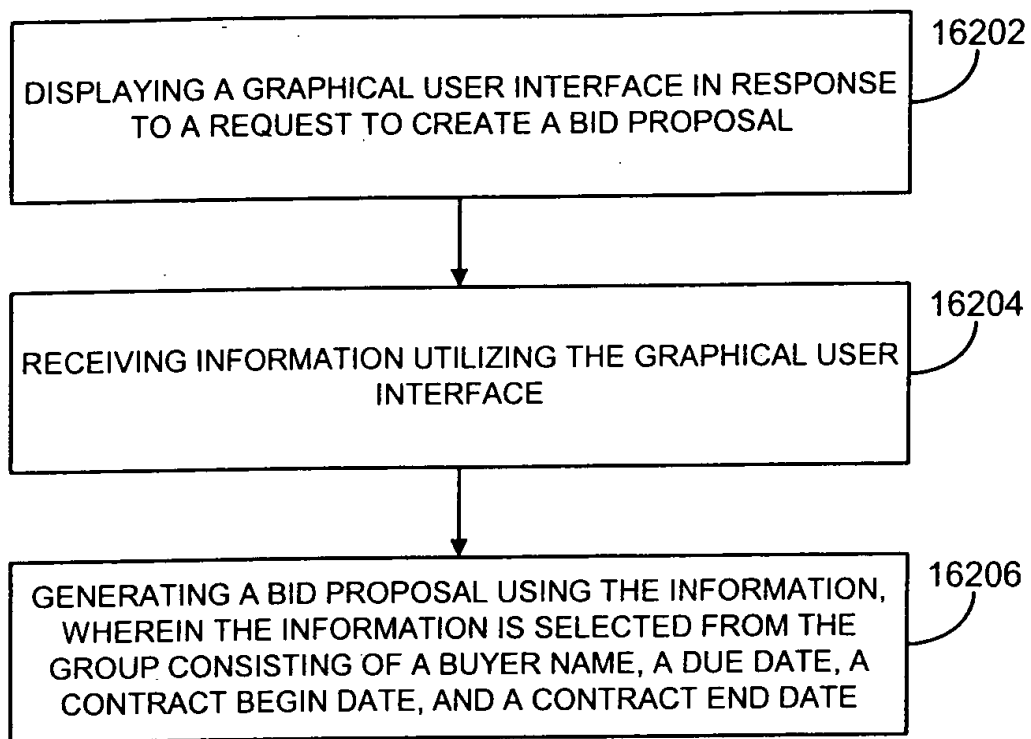 16202
DISPLAYING A GRAPHICAL USER INTERFACE IN RESPONSE
TO A REQUEST TO CREATE A BID PROPOSAL
16204
RECEIVING INFORMATION UTILIZING THE GRAPHICAL USER
INTERFACE
16206
GENERATING A BID PROPOSAL USING THE INFORMATION,
WHEREIN THE INFORMATION IS SELECTED FROM THE
GROUP CONSISTING OF A BUYER NAME, A DUE DATE, A
CONTRACT BEGIN DATE, AND A CONTRACT END DATE